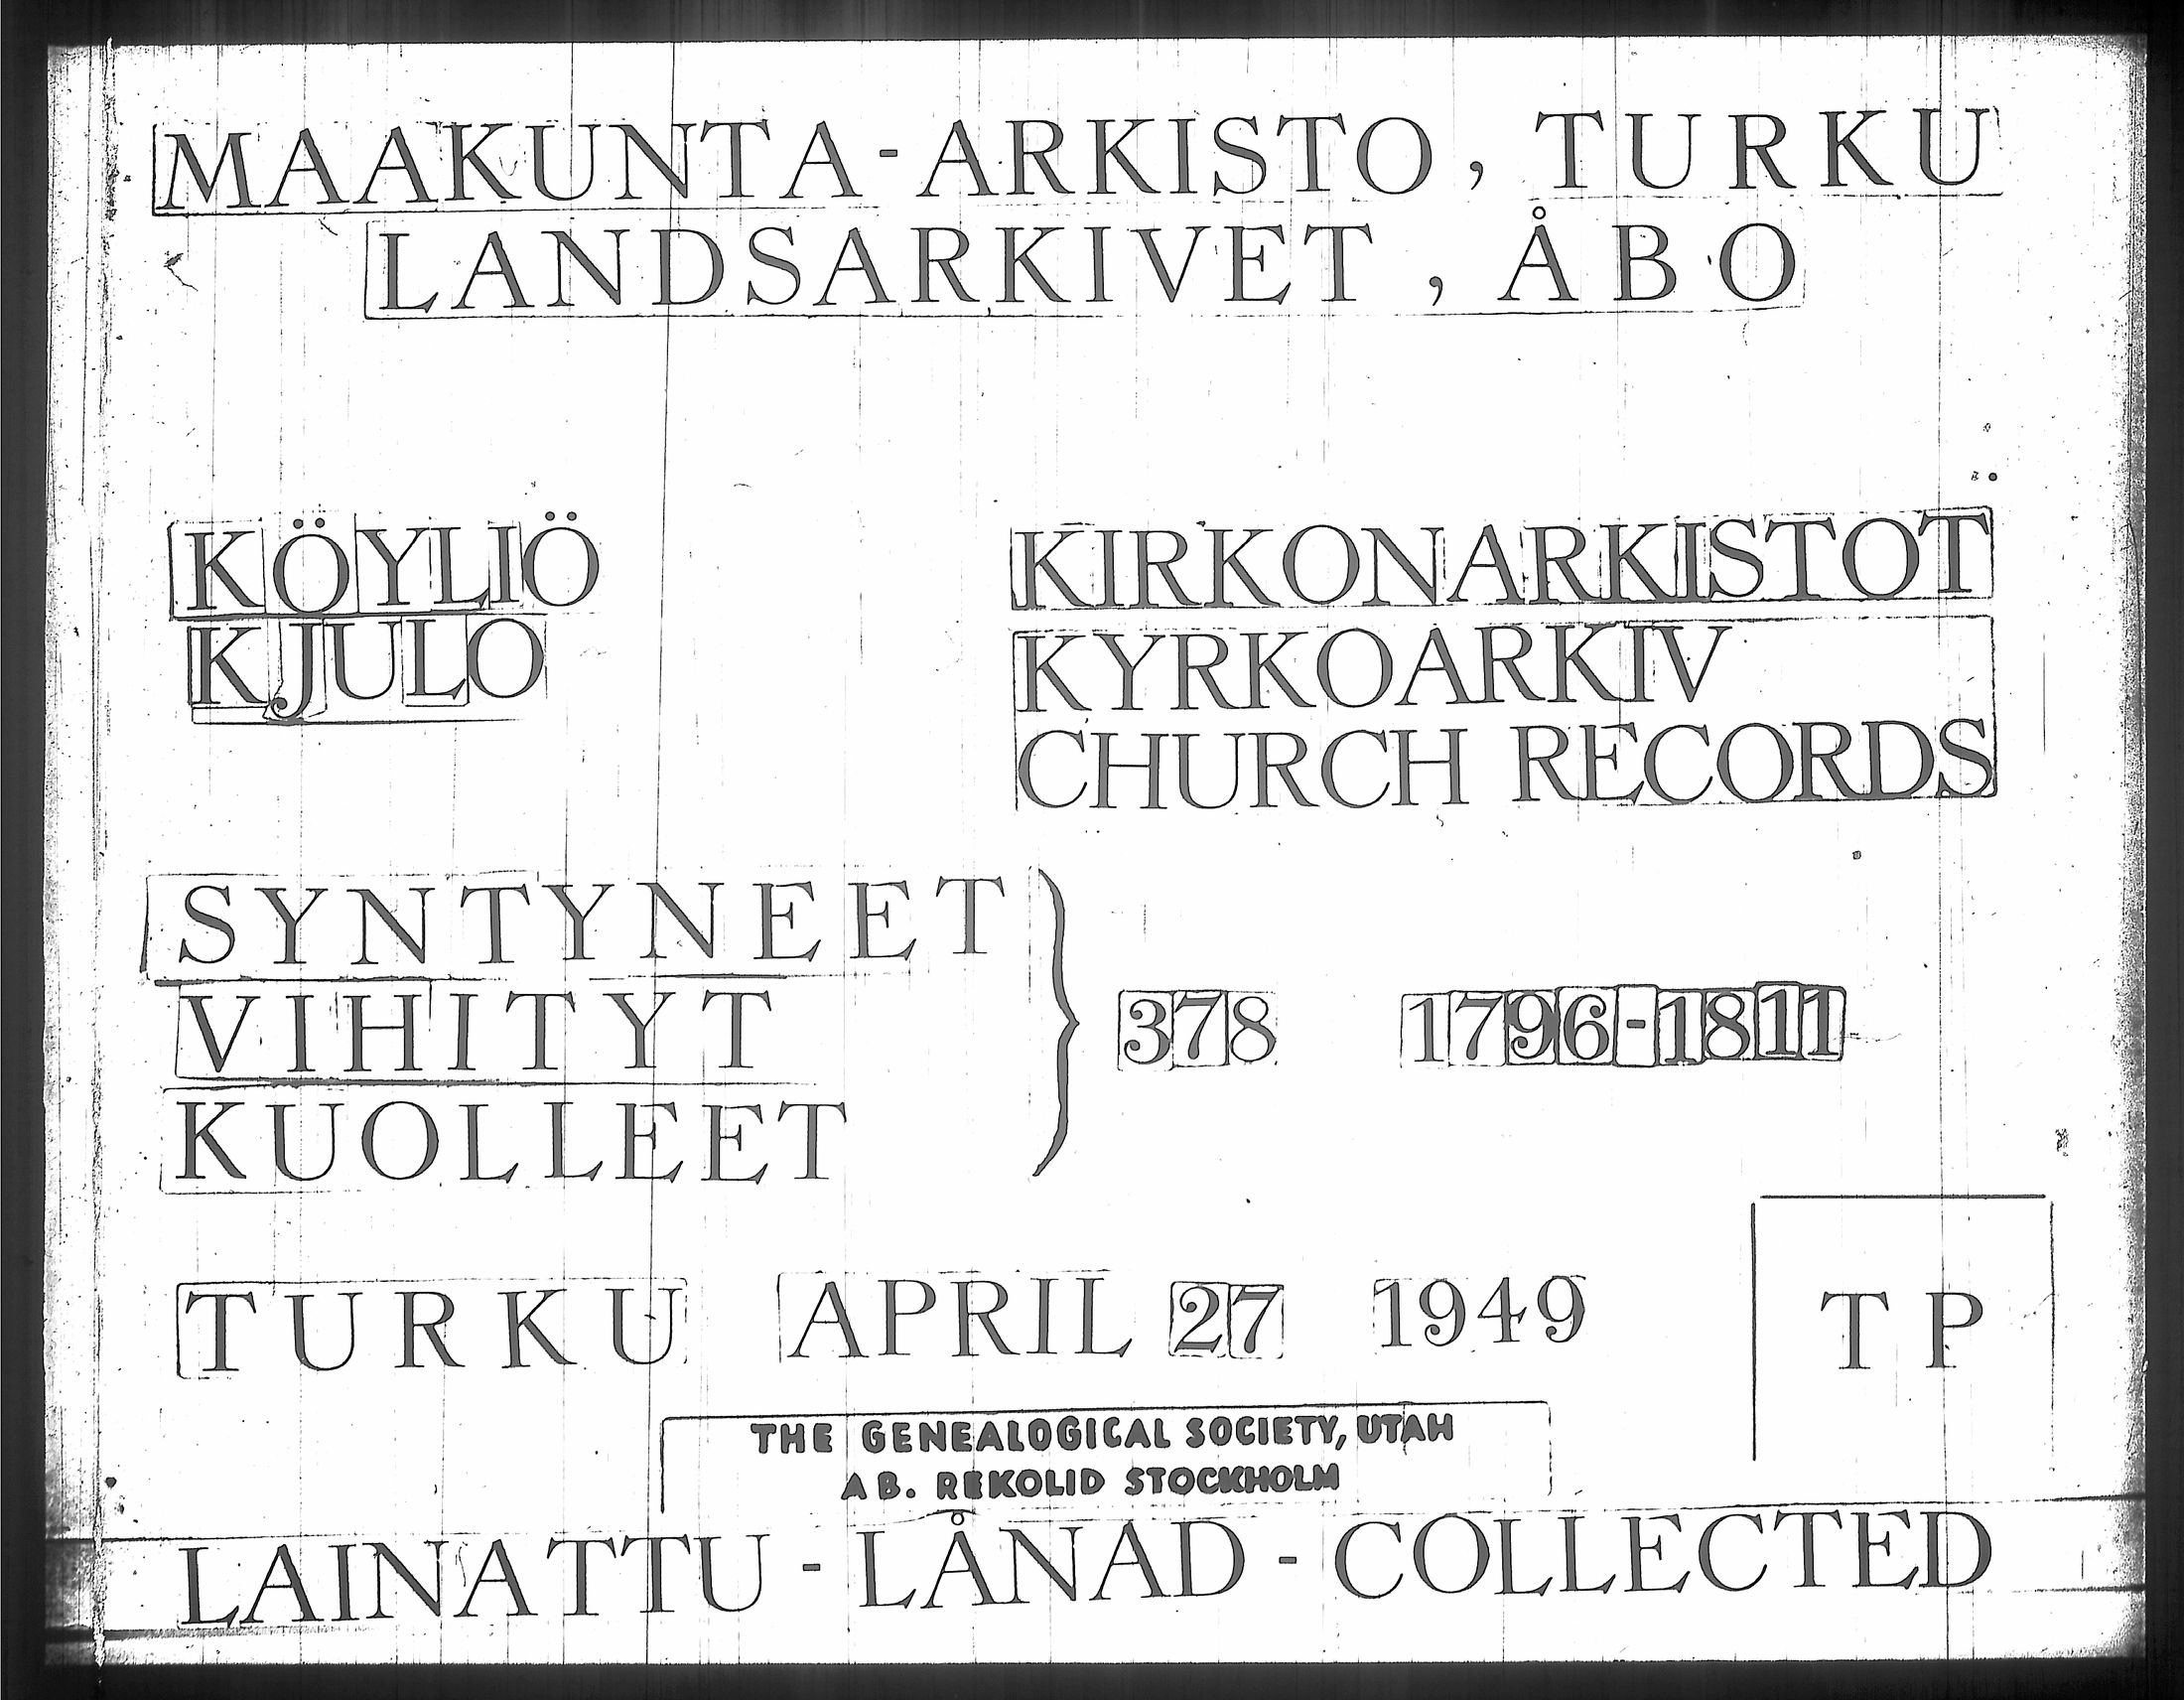 MAAKUNTA-ARKISTO, TURKU
LANDSARKIVET, ÅBO
KÖYLIÖ
KJULO
KIRKONARKISTOT
KYRKOARKIV
CHURCH RECORDS
SYNTYNEET
VIHITYT
KUOLLEET
378 1796-1811
TURKU APRIL 27 1949
TP
THE GENEALOGICAL SOCIETY, UTAH
AB. REKOLID STOCKHOLM
LAINATTU - LÅNAD - COLLECTED